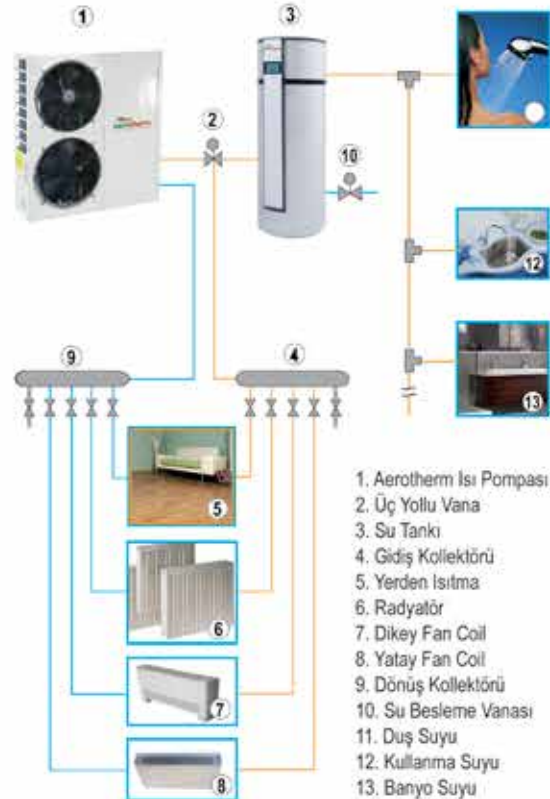 1
3
2
10
12
9
4
13
5
6
7
8
1. Aerotherm Isı Pompası
2. Üç Yollu Vana
3. Su Tankı
4. Gidiş Kollektörü
5. Yerden Isıtma
6. Radyatör
7. Dikey Fan Coil
8. Yatay Fan Coil
9. Dönüş Kollektörü
10. Su Besleme Vanası
11. Duş Suyu
12. Kullanma Suyu
13. Banyo Suyu